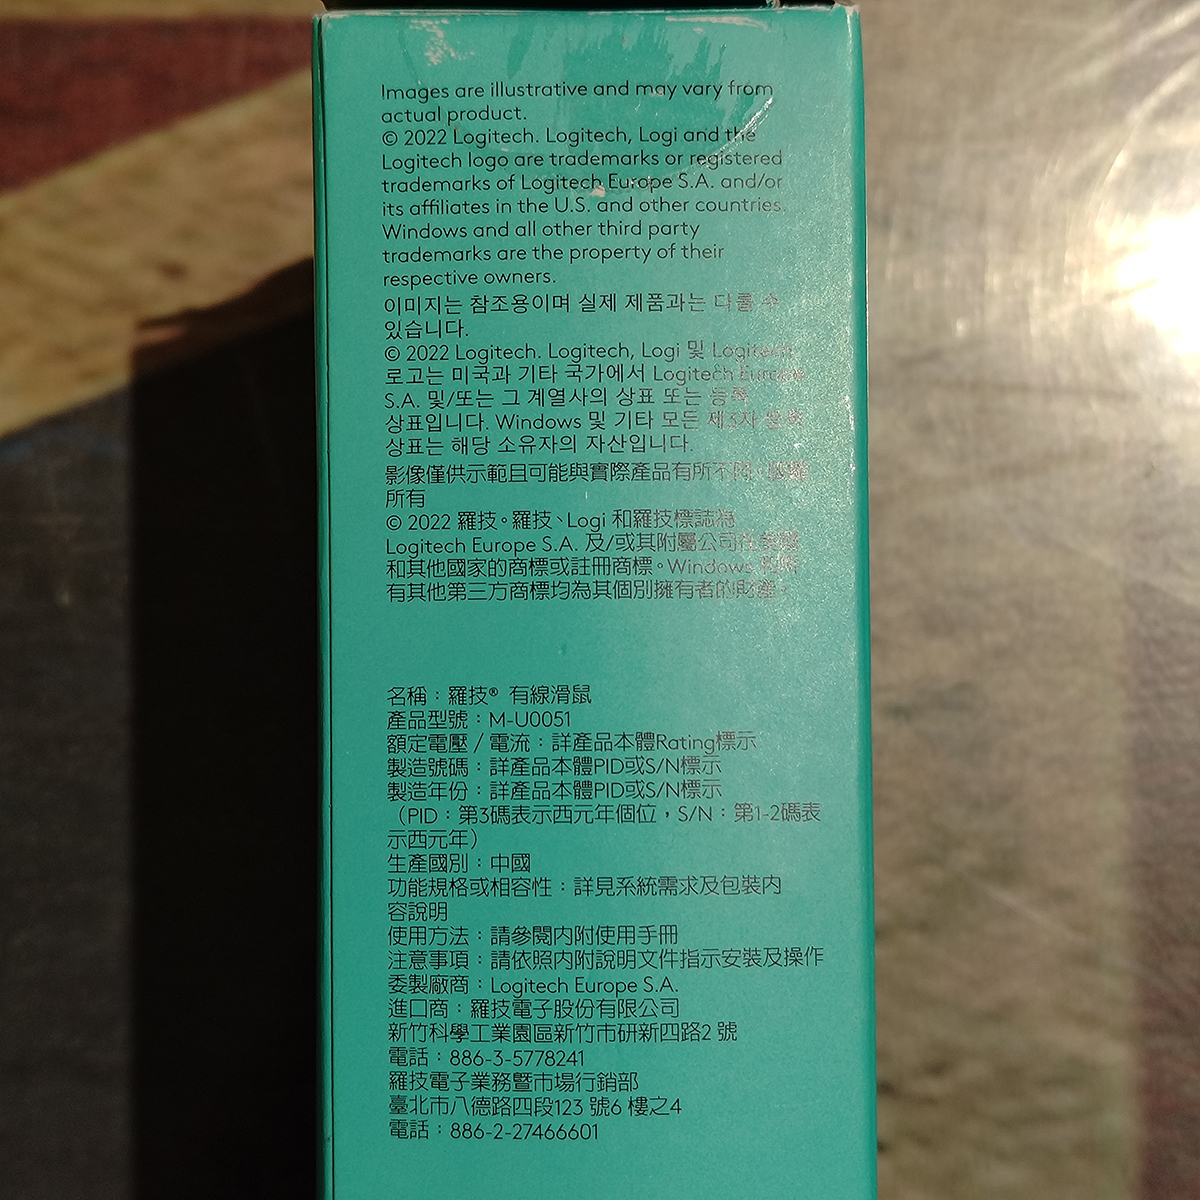 Images are illustrative and may vary from
actual product.
© 2022 Logitech. Logitech, Logi and the
Logitech logo are trademarks or registered
trademarks of Logitech Europe S.A. and/or
its affiliates in the U.S. and other countries.
Windows and all other third party
trademarks are the property of their
respective owners.
이미지는 참조용이며 실제 제품과는 다를 수
있습니다.
© 2022 Logitech. Logitech, Logi 및 Logitech
로고는 미국과 기타 국가에서 Logitech Europe
S.A. 및/또는 그 계열사의 상표 또는 등록
상표입니다. Windows 및 기타 모든 제3자 등록
상표는 해당 소유자의 자산입니다.
影像僅供示範且可能與實際產品有所不同。版權
所有
© 2022 羅技。羅技、Logi 和羅技標誌為
Logitech Europe S.A. 及/或其附屬公司在美國
和其他國家的商標或註冊商標。Windows 和所
有其他第三方商標均為其個別擁有者的財產。
名稱：羅技® 有線滑鼠
產品型號：M-U0051
額定電壓 / 電流：詳產品本體Rating標示
製造號碼：詳產品本體PID或S/N標示
製造年份：詳產品本體PID或S/N標示
（PID：第3碼表示西元年個位，S/N：第1-2碼表
示西元年）
生產國別：中國
功能規格或相容性：詳見系統需求及包裝內
容說明
使用方法：請參閱內附使用手冊
注意事項：請依照內附說明文件指示安裝及操作
委製廠商：Logitech Europe S.A.
進口商：羅技電子股份有限公司
新竹科學工業園區新竹市研新四路2 號
電話：886-3-5778241
羅技電子業務暨市場行銷部
臺北市八德路四段123 號6 樓之4
電話：886-2-27466601